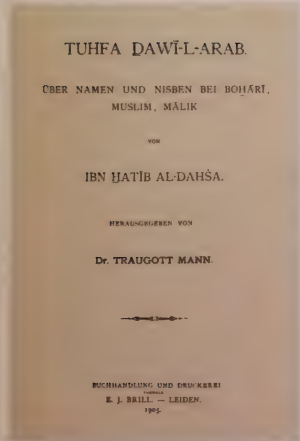 TUHFA ḎAWĪ-L-ARAB.
ÜBER NAMEN UND NISBEN BEI BOḪĀRĪ,
MUSLIM, MĀLIK
VON
IBN ḪATĪB AL-DAHŠA.
HERAUSGEGEBEN VON
Dr. TRAUGOTT MANN.
BUCHHANDLUNG UND DRUCKEREI
E. J. BRILL. — LEIDEN.
1905.